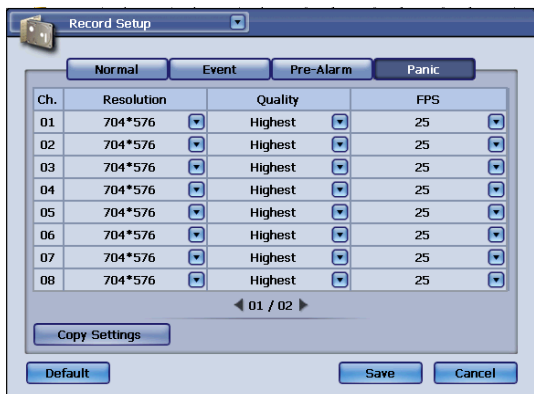 Record Setup
Normal Event Pre-Alarm Panic
Ch. Resolution Quality FPS
01 704*576 Highest 25
02 704*576 Highest 25
03 704*576 Highest 25
04 704*576 Highest 25
05 704*576 Highest 25
06 704*576 Highest 25
07 704*576 Highest 25
08 704*576 Highest 25
01 / 02
Copy Settings
Default Save Cancel